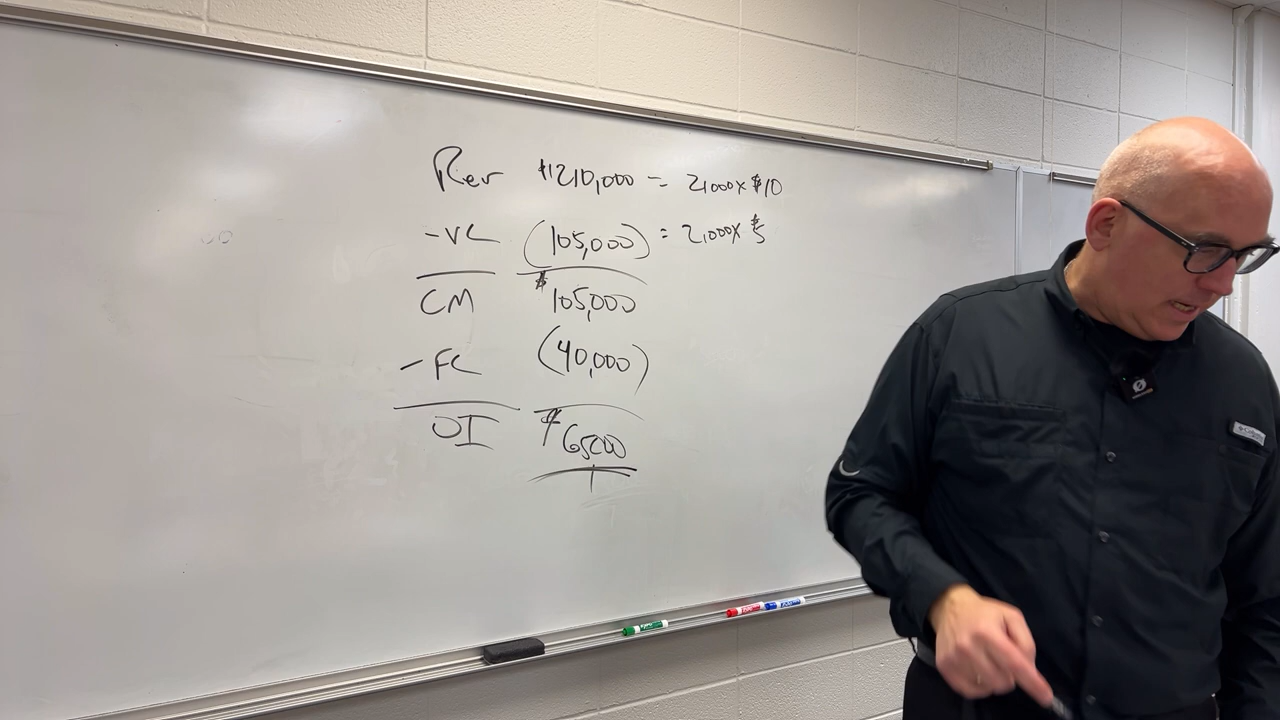 Rev $210,000 = 21,000 x $10
- VC (105,000) = 21,000 x $5
CM $105,000
- FC (40,000)
OI $65,000